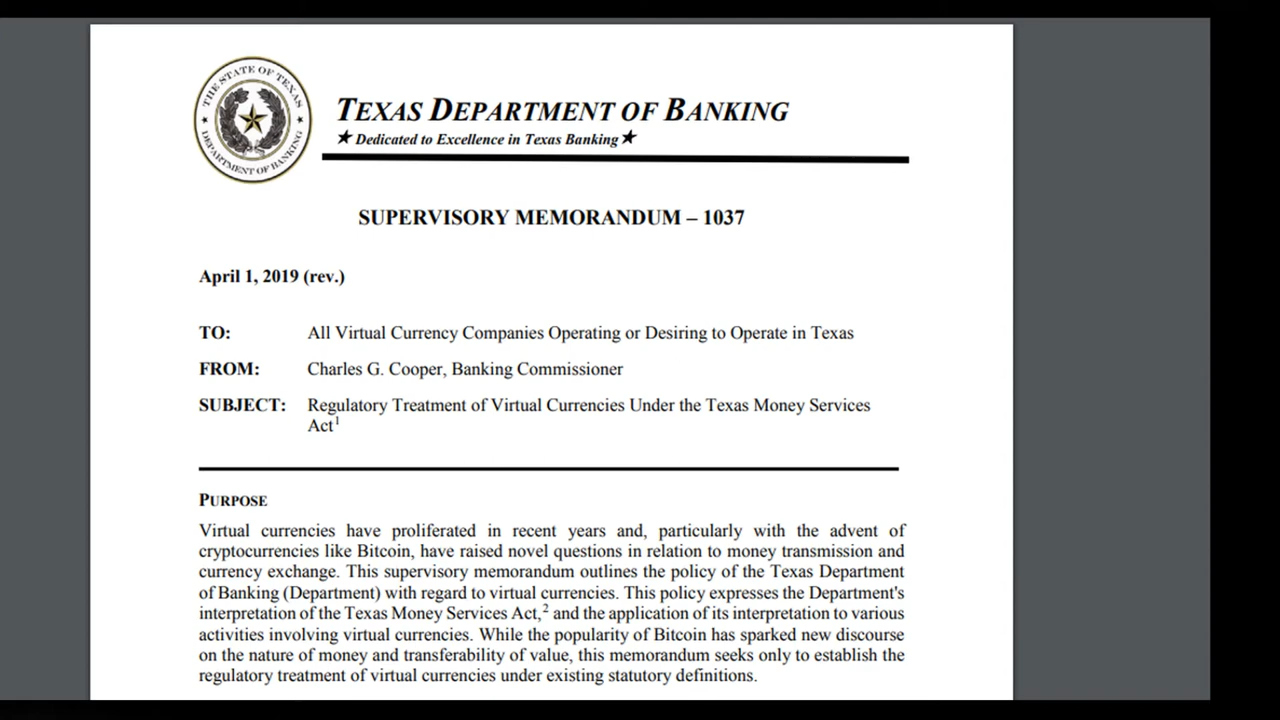 THE STATE OF TEXAS
DEPARTMENT OF BANKING
TEXAS DEPARTMENT OF BANKING
★ Dedicated to Excellence in Texas Banking ★
SUPERVISORY MEMORANDUM – 1037
April 1, 2019 (rev.)
TO: All Virtual Currency Companies Operating or Desiring to Operate in Texas
FROM: Charles G. Cooper, Banking Commissioner
SUBJECT: Regulatory Treatment of Virtual Currencies Under the Texas Money Services
Act¹
PURPOSE
Virtual currencies have proliferated in recent years and, particularly with the advent of
cryptocurrencies like Bitcoin, have raised novel questions in relation to money transmission and
currency exchange. This supervisory memorandum outlines the policy of the Texas Department
of Banking (Department) with regard to virtual currencies. This policy expresses the Department's
interpretation of the Texas Money Services Act,² and the application of its interpretation to various
activities involving virtual currencies. While the popularity of Bitcoin has sparked new discourse
on the nature of money and transferability of value, this memorandum seeks only to establish the
regulatory treatment of virtual currencies under existing statutory definitions.